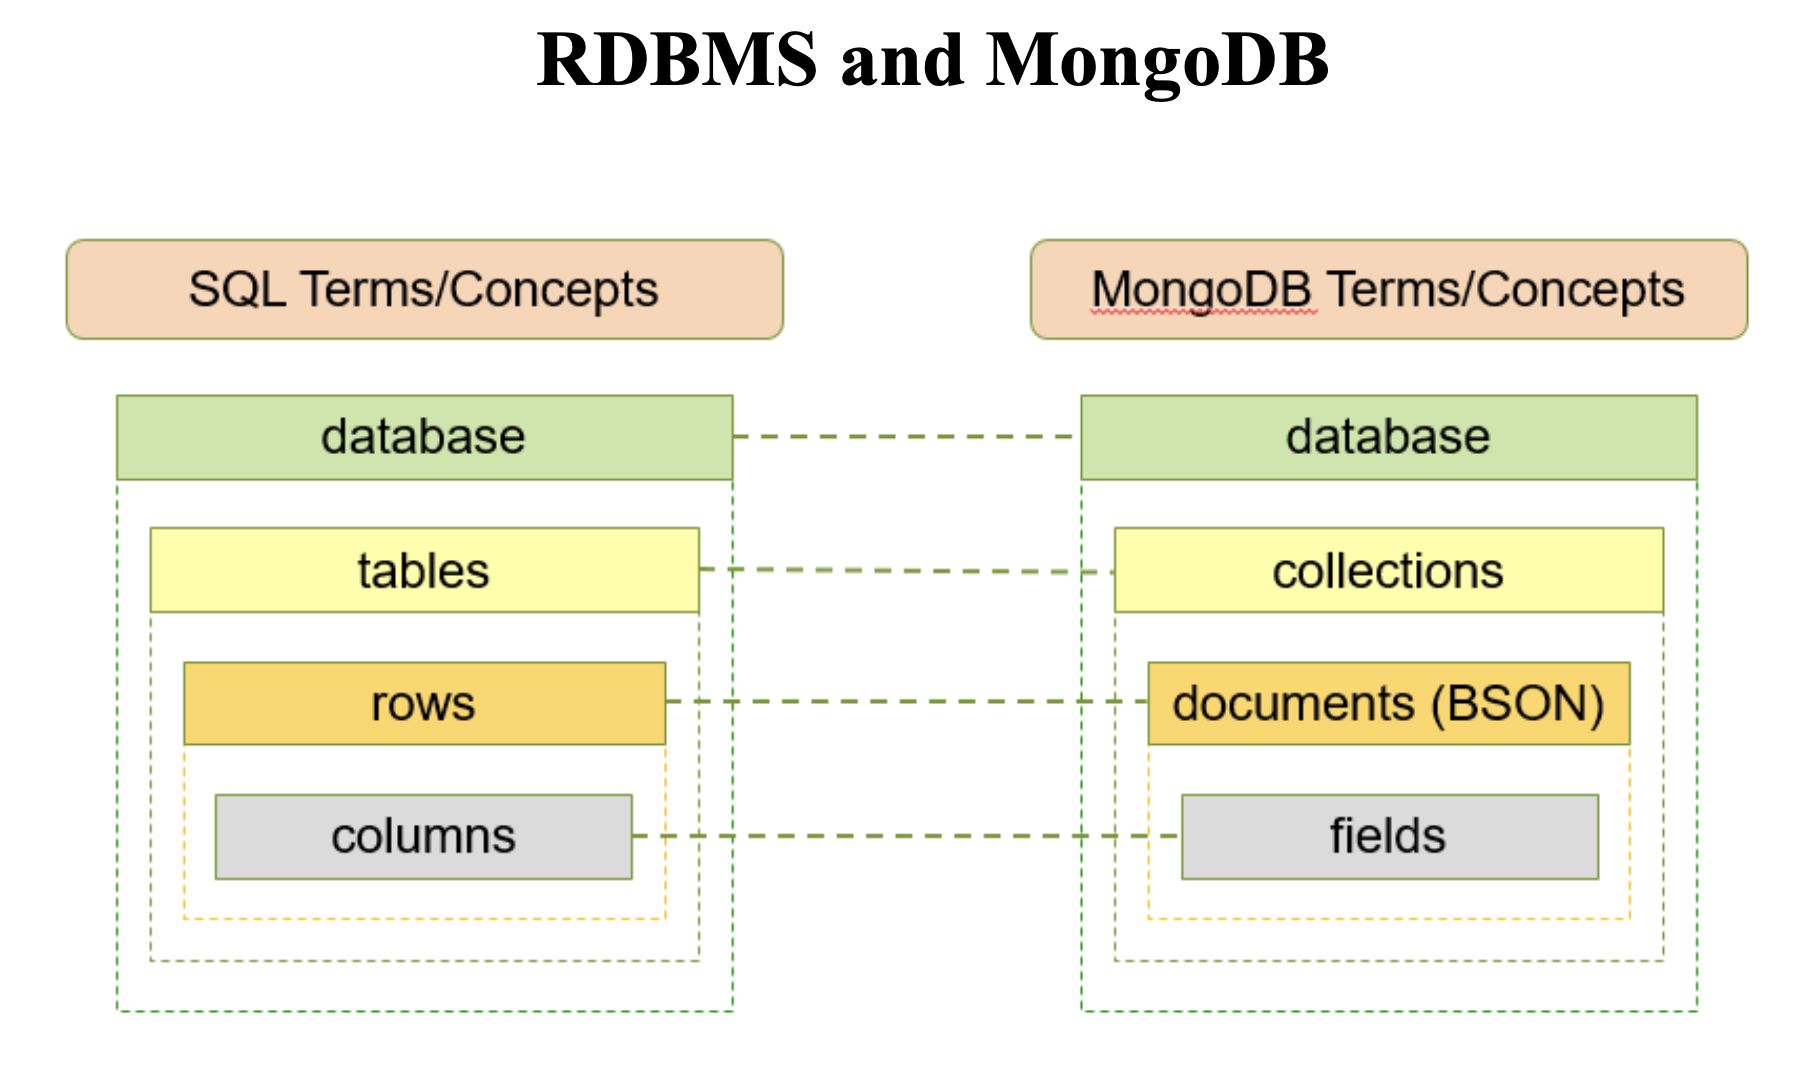 RDBMS and MongoDB
SQL Terms/Concepts
MongoDB Terms/Concepts
database
database
tables
collections
rows
documents (BSON)
columns
fields